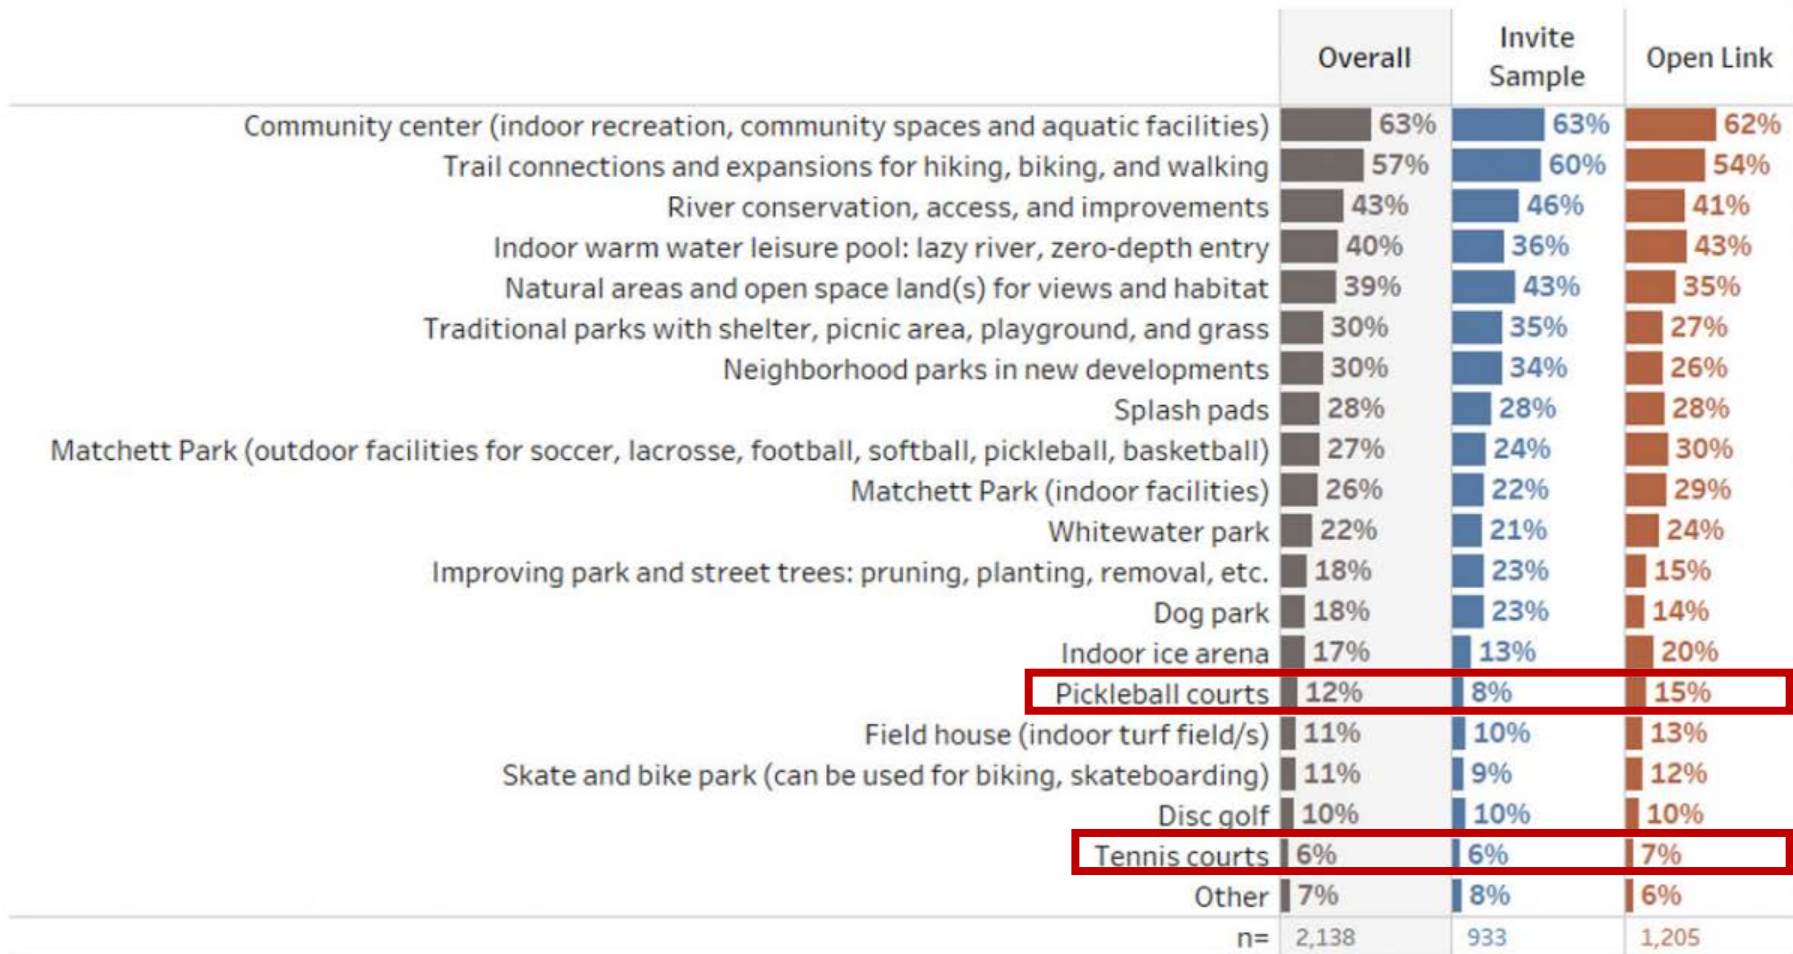 Overall Invite Sample Open Link
Community center (indoor recreation, community spaces and aquatic facilities) 63% 63% 62%
Trail connections and expansions for hiking, biking, and walking 57% 60% 54%
River conservation, access, and improvements 43% 46% 41%
Indoor warm water leisure pool: lazy river, zero-depth entry 40% 36% 43%
Natural areas and open space land(s) for views and habitat 39% 43% 35%
Traditional parks with shelter, picnic area, playground, and grass 30% 35% 27%
Neighborhood parks in new developments 30% 34% 26%
Splash pads 28% 28% 28%
Matchett Park (outdoor facilities for soccer, lacrosse, football, softball, pickleball, basketball) 27% 24% 30%
Matchett Park (indoor facilities) 26% 22% 29%
Whitewater park 22% 21% 24%
Improving park and street trees: pruning, planting, removal, etc. 18% 23% 15%
Dog park 18% 23% 14%
Indoor ice arena 17% 13% 20%
Pickleball courts 12% 8% 15%
Field house (indoor turf field/s) 11% 10% 13%
Skate and bike park (can be used for biking, skateboarding) 11% 9% 12%
Disc golf 10% 10% 10%
Tennis courts 6% 6% 7%
Other 7% 8% 6%
n= 2,138 933 1,205